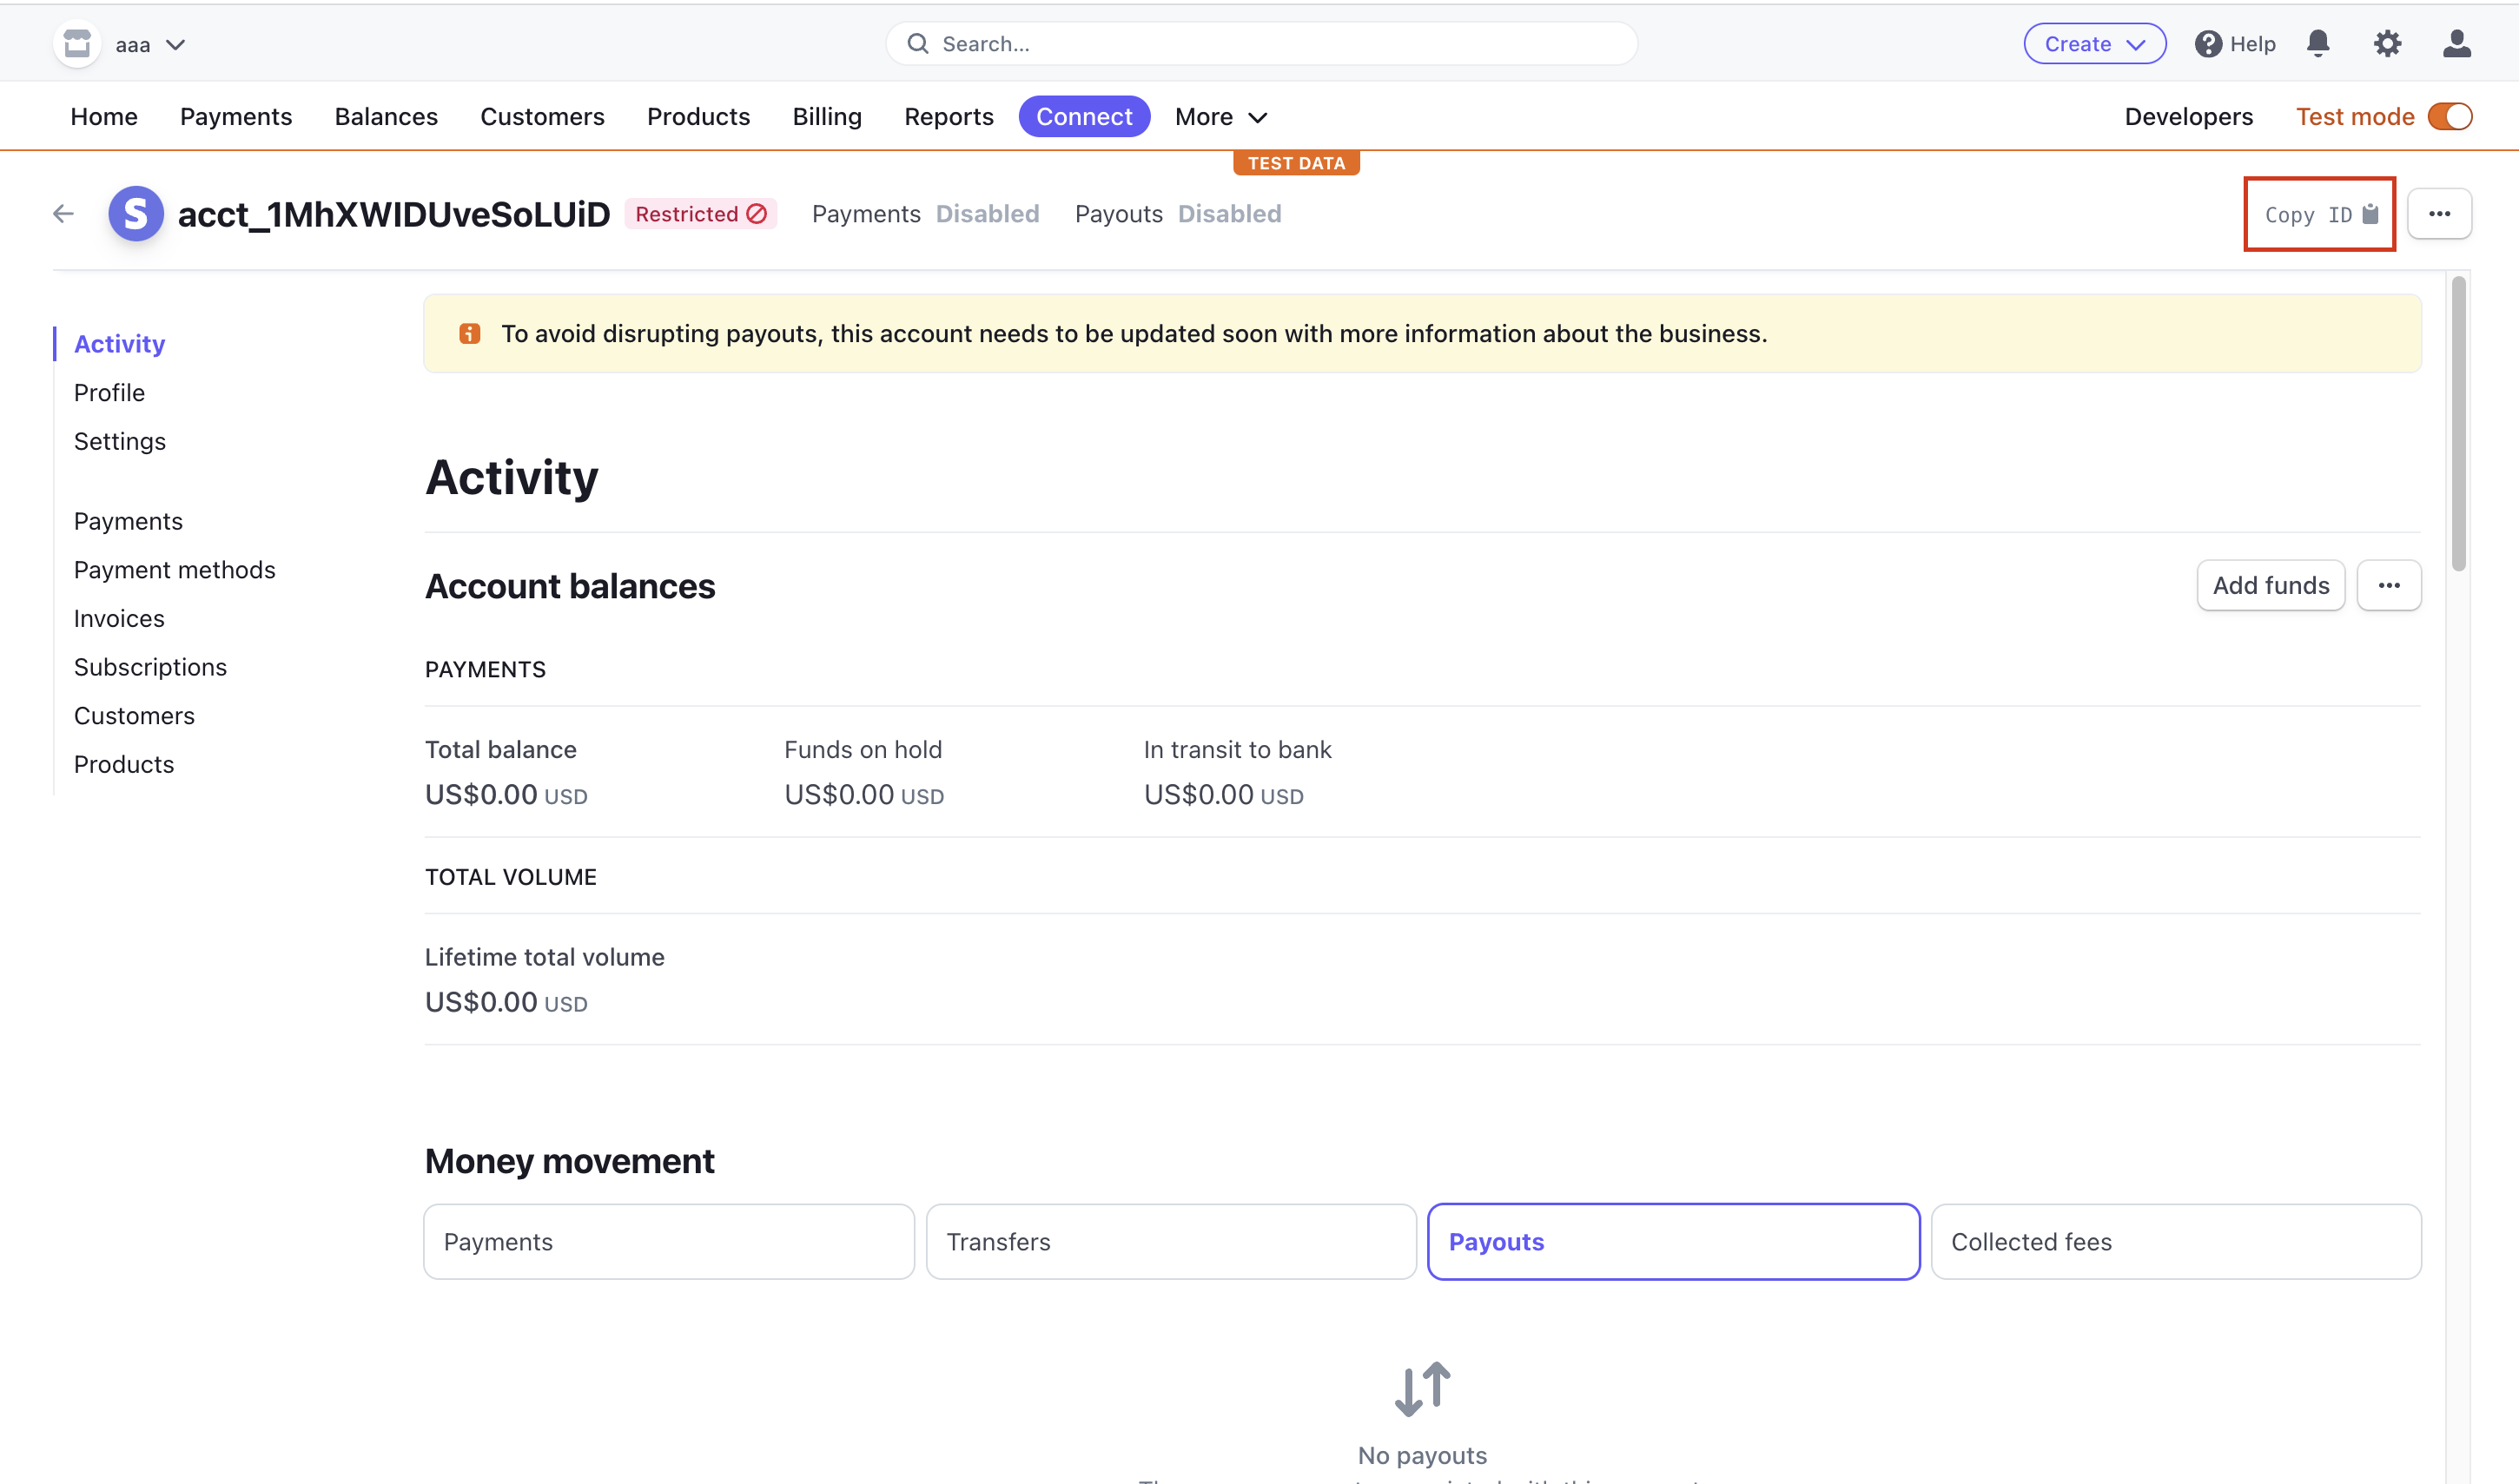 aaa
Search...
Create
Help
Home Payments Balances Customers Products Billing Reports Connect More
Developers Test mode
TEST DATA
S acct_1MhXWIDUveSoLUiD Restricted Payments Disabled Payouts Disabled
Copy ID
To avoid disrupting payouts, this account needs to be updated soon with more information about the business.
Activity
Profile
Settings
Payments
Payment methods
Invoices
Subscriptions
Customers
Products
Activity
Account balances
Add funds
PAYMENTS
Total balance Funds on hold In transit to bank
US$0.00 USD US$0.00 USD US$0.00 USD
TOTAL VOLUME
Lifetime total volume
US$0.00 USD
Money movement
Payments Transfers Payouts Collected fees
No payouts